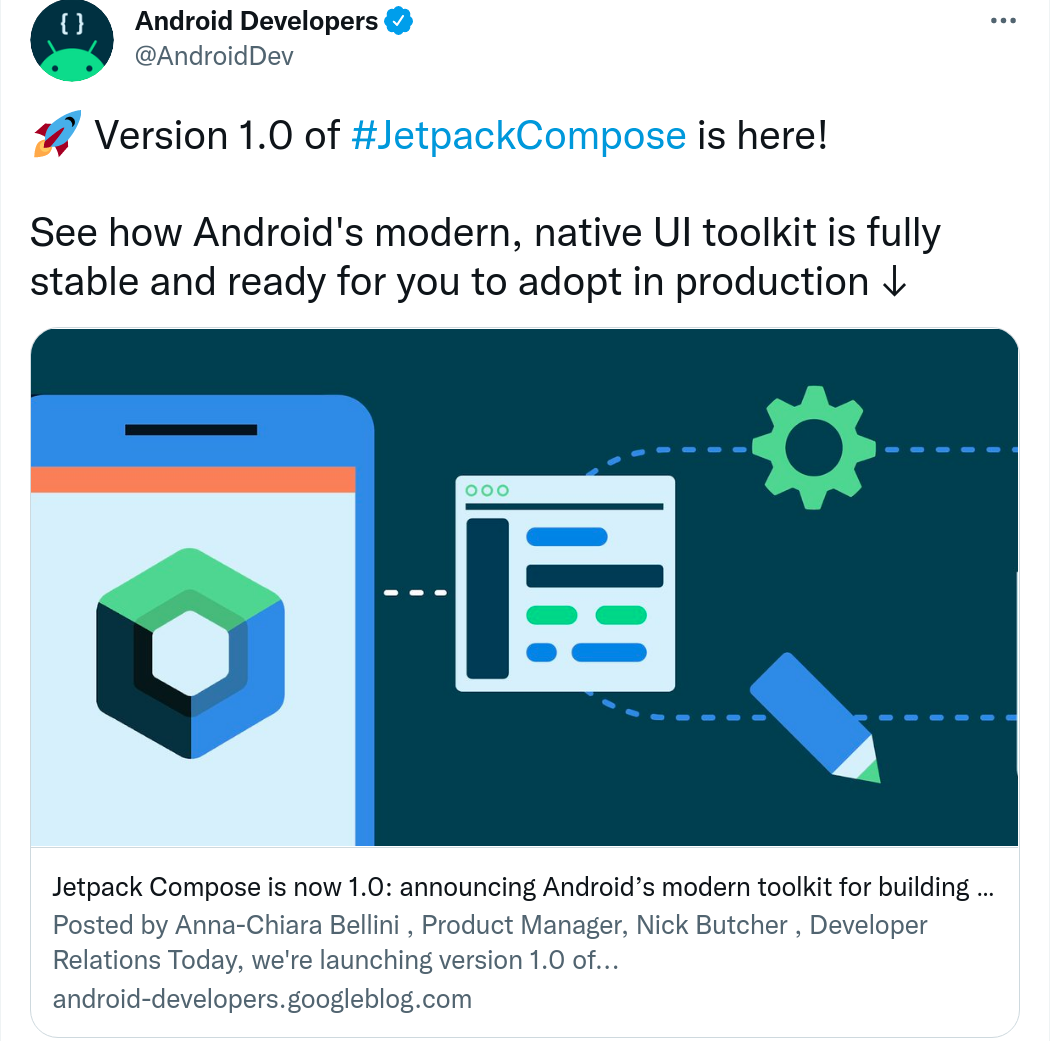 { }
Android Developers
@AndroidDev
🚀 Version 1.0 of #JetpackCompose is here!
See how Android's modern, native UI toolkit is fully
stable and ready for you to adopt in production ↓
Jetpack Compose is now 1.0: announcing Android’s modern toolkit for building ...
Posted by Anna-Chiara Bellini , Product Manager, Nick Butcher , Developer
Relations Today, we're launching version 1.0 of…
android-developers.googleblog.com